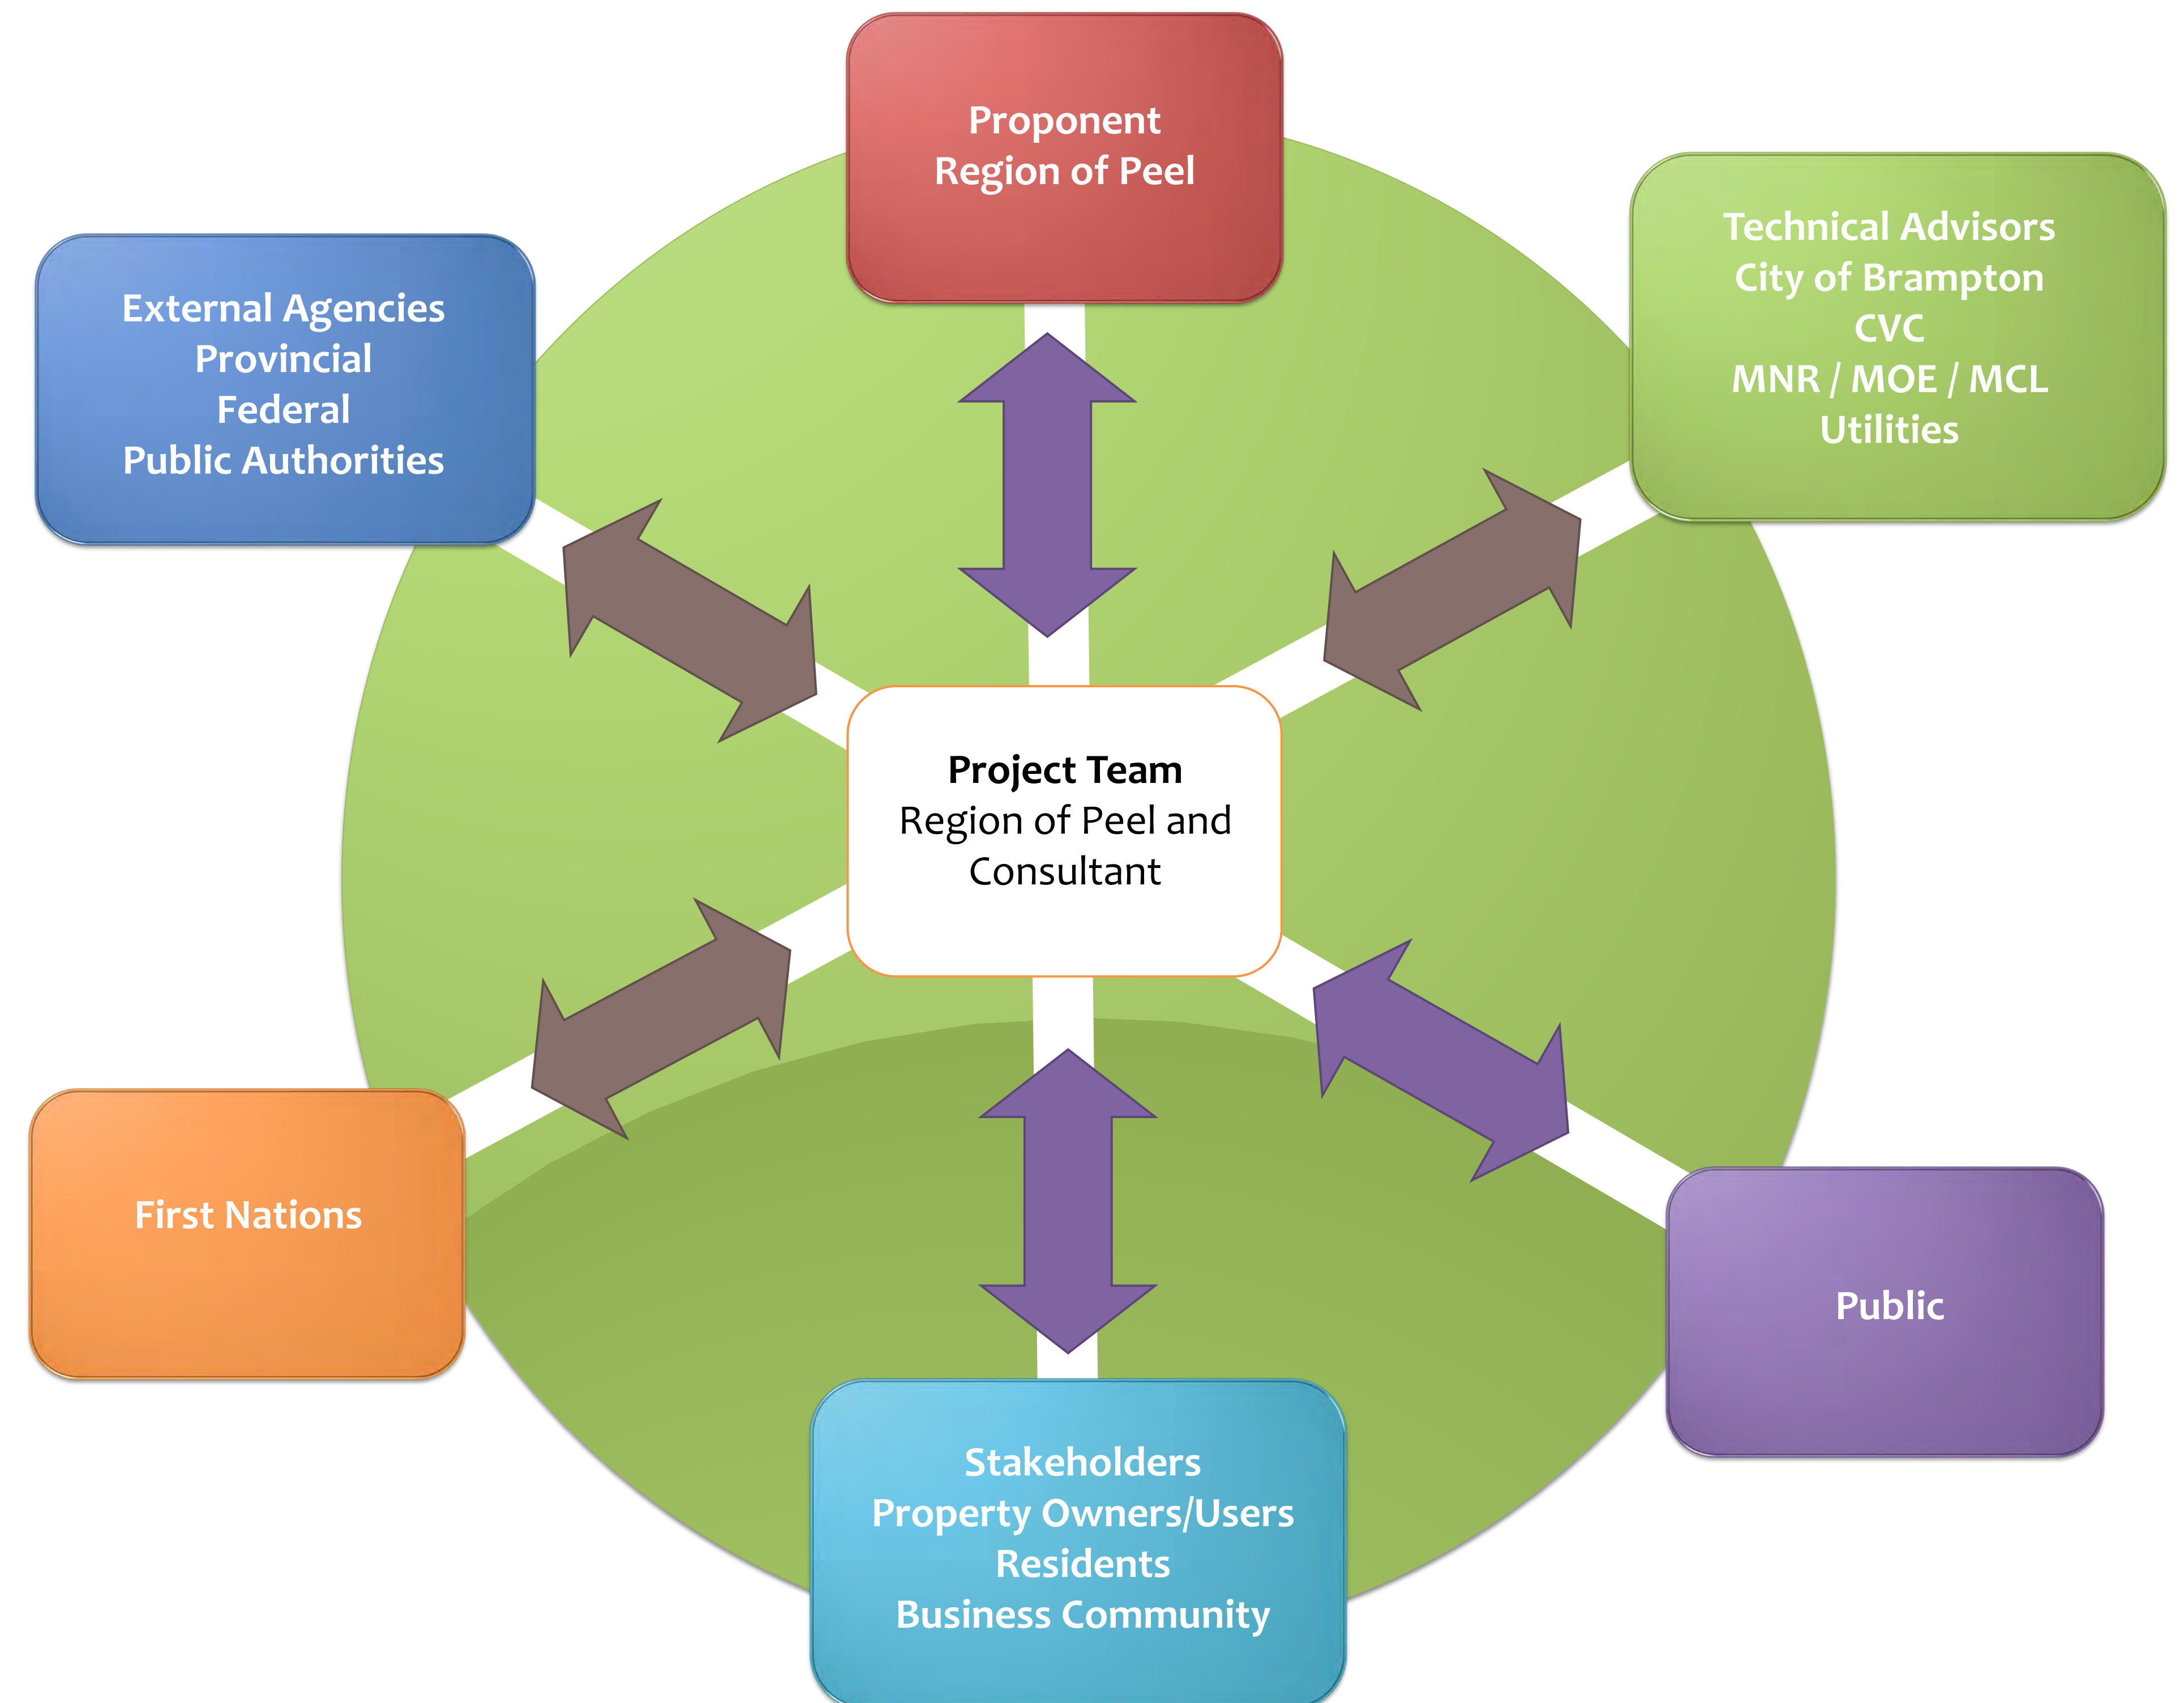 Proponent
Region of Peel
Technical Advisors
City of Brampton
CVC
MNR / MOE / MCL
Utilities
External Agencies
Provincial
Federal
Public Authorities
Project Team
Region of Peel and
Consultant
First Nations
Public
Stakeholders
Property Owners/Users
Residents
Business Community